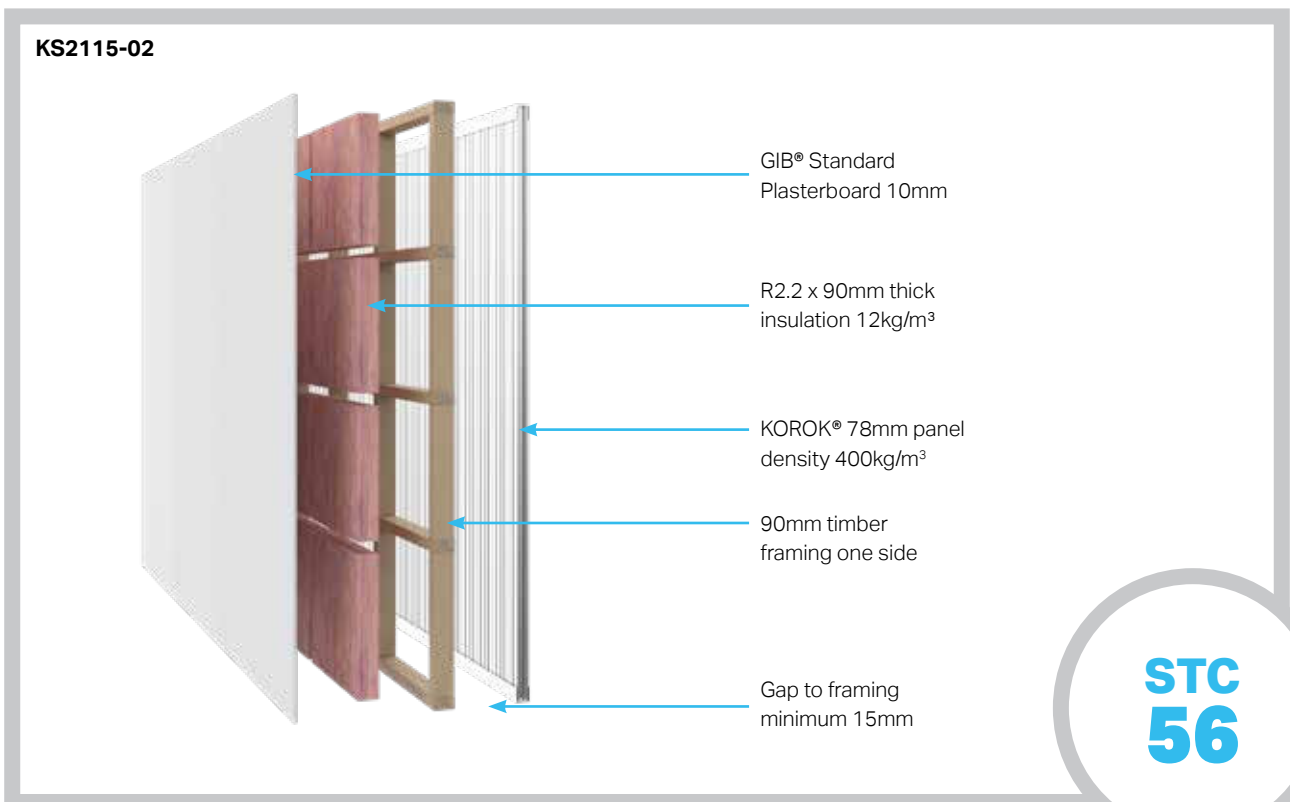 KS2115-02
GIB® Standard
Plasterboard 10mm
R2.2 x 90mm thick
insulation 12kg/m³
KOROK® 78mm panel
density 400kg/m³
90mm timber
framing one side
Gap to framing
minimum 15mm
STC
56